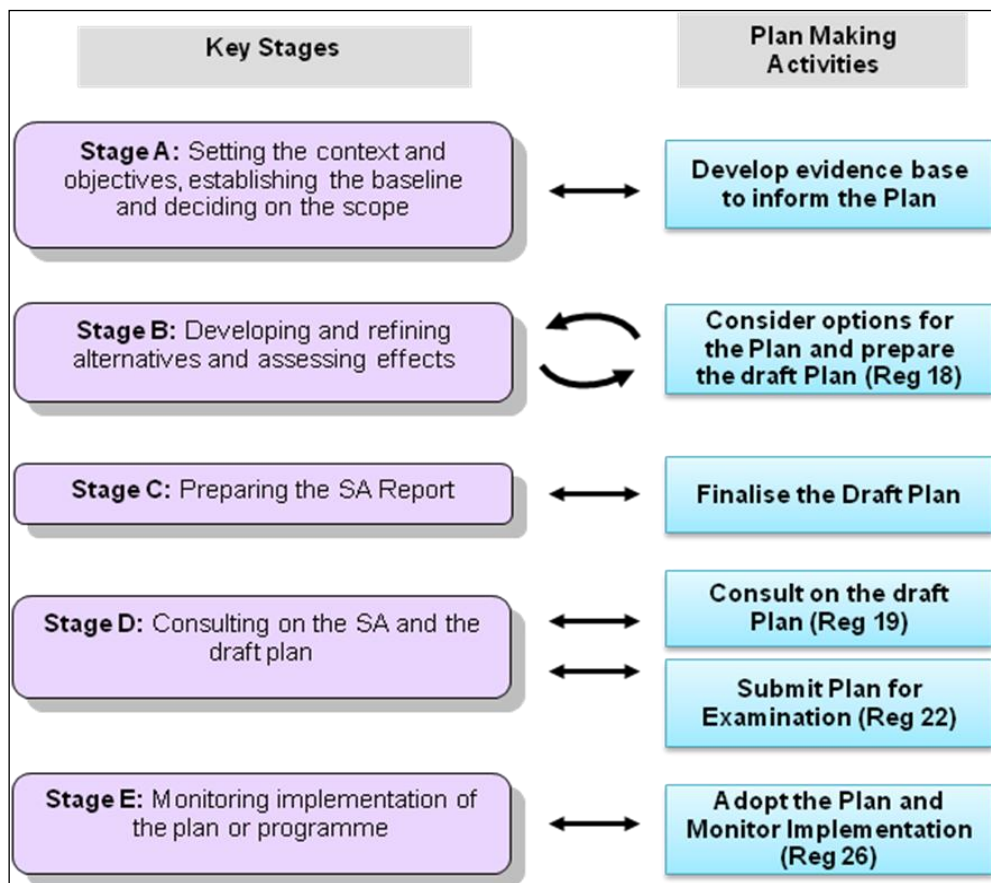 Key Stages
Plan Making
Activities
Stage A: Setting the context and
objectives, establishing the baseline
and deciding on the scope
Develop evidence base
to inform the Plan
Stage B: Developing and refining
alternatives and assessing effects
Consider options for
the Plan and prepare
the draft Plan (Reg 18)
Stage C: Preparing the SA Report
Finalise the Draft Plan
Stage D: Consulting on the SA and the
draft plan
Consult on the draft
Plan (Reg 19)
Submit Plan for
Examination (Reg 22)
Stage E: Monitoring implementation of
the plan or programme
Adopt the Plan and
Monitor Implementation
(Reg 26)